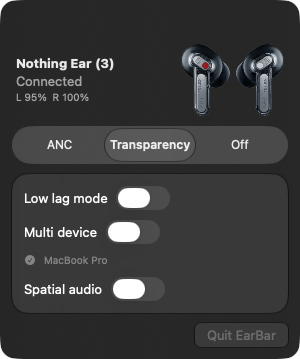 Nothing Ear (3)
Connected
L 95% R 100%
ANC Transparency Off
Low lag mode
Multi device
MacBook Pro
Spatial audio
Quit EarBar